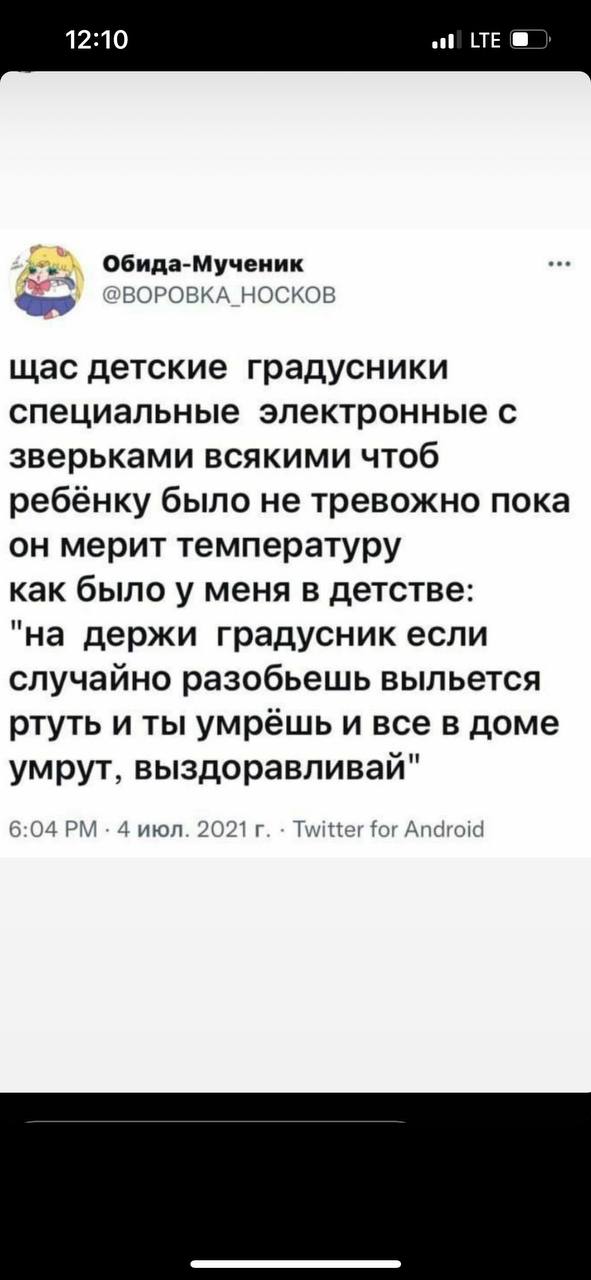 12:10
LTE
Обида-Мученик
@ВОРОВКА_НОСКОВ
щас детские градусники
специальные электронные с
зверьками всякими чтоб
ребёнку было не тревожно пока
он мерит температуру
как было у меня в детстве:
"на держи градусник если
случайно разобьешь выльется
ртуть и ты умрёшь и все в доме
умрут, выздоравливай"
6:04 PM · 4 июл. 2021 г. · Twitter for Android